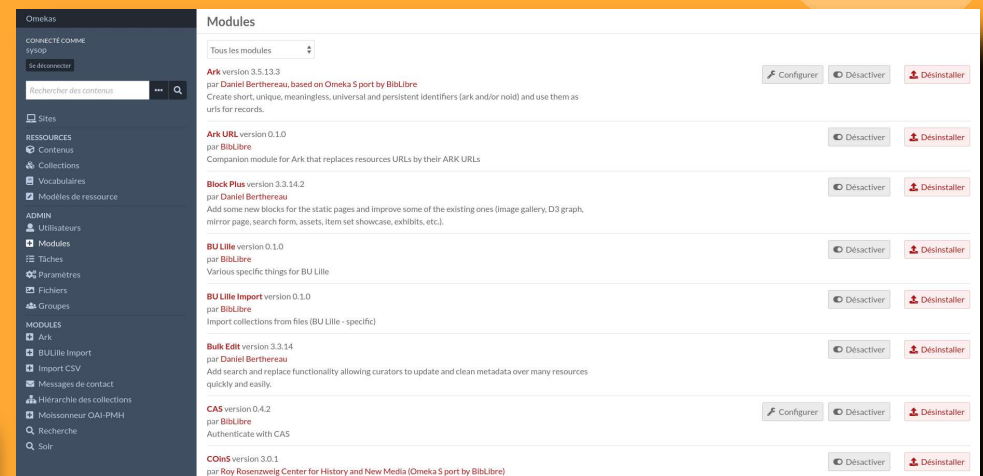 Omekas
CONNECTÉ COMME
sysop
Se déconnecter
Rechercher des contenus
Sites
RESSOURCES
Contenus
Collections
Vocabulaires
Modèles de ressource
ADMIN
Utilisateurs
Modules
Tâches
Paramètres
Fichiers
Groupes
MODULES
Ark
BULille Import
Import CSV
Messages de contact
Hiérarchie des collections
Moissonneur OAI-PMH
Recherche
Solr
Modules
Tous les modules
Ark version 3.5.13.3
Configurer Désactiver Désinstaller
par Daniel Berthereau, based on Omeka S port by BibLibre
Create short, unique, meaningless, universal and persistent identifiers (ark and/or noid) and use them as
urls for records.
Ark URL version 0.1.0
Désactiver Désinstaller
par BibLibre
Companion module for Ark that replaces resources URLs by their ARK URLs
Block Plus version 3.3.14.2
Désactiver Désinstaller
par Daniel Berthereau
Add some new blocks for the static pages and improve some of the existing ones (image gallery, D3 graph,
mirror page, search form, assets, item set showcase, exhibits, etc.).
BU Lille version 0.1.0
Désactiver Désinstaller
par BibLibre
Various specific things for BU Lille
BU Lille Import version 0.1.0
Désactiver Désinstaller
par BibLibre
Import collections from files (BU Lille - specific)
Bulk Edit version 3.3.14
Désactiver Désinstaller
par Daniel Berthereau
Add search and replace functionality allowing curators to update and clean metadata over many resources
quickly and easily.
CAS version 0.4.2
Configurer Désactiver Désinstaller
par BibLibre
Authenticate with CAS
COinS version 3.0.1
Désactiver Désinstaller
par Roy Rosenzweig Center for History and New Media (Omeka S port by BibLibre)